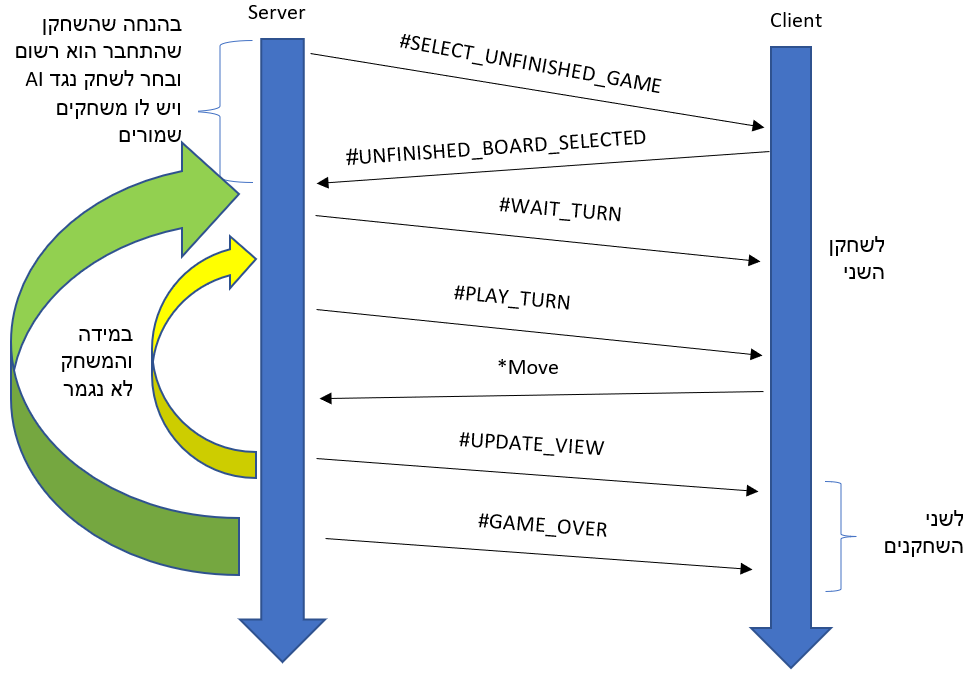 Server
Client
בהנחה שהשחקן
שהתחבר הוא רשום
ובחר לשחק נגד AI
ויש לו משחקים
שמורים
#SELECT_UNFINISHED_GAME
#UNFINISHED_BOARD_SELECTED
#WAIT_TURN
לשחקן
השני
#PLAY_TURN
במידה
והמשחק
לא נגמר
*Move
#UPDATE_VIEW
#GAME_OVER
לשני
השחקנים